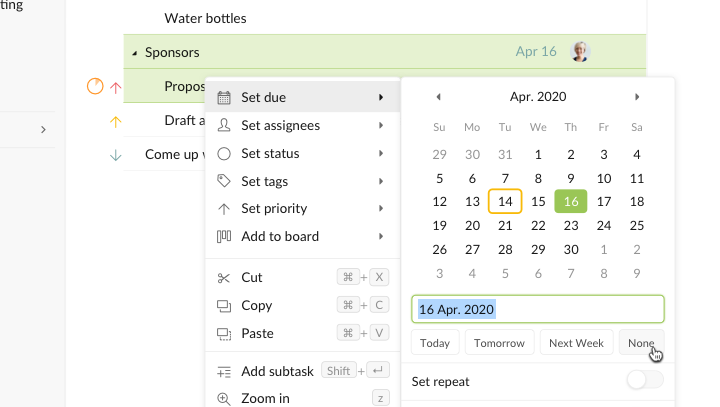 ting
Water bottles
Sponsors Apr 16
Propos
Draft a
Come up
Set due
Set assignees
Set status
Set tags
Set priority
Add to board
Cut ⌘ + X
Copy ⌘ + C
Paste ⌘ + V
Add subtask Shift + ↵
Zoom in z
Apr. 2020
Su Mo Tu We Th Fr Sa
29 30 31 1 2 3 4
5 6 7 8 9 10 11
12 13 14 15 16 17 18
19 20 21 22 23 24 25
26 27 28 29 30 1 2
3 4 5 6 7 8 9
16 Apr. 2020
Today Tomorrow Next Week None
Set repeat